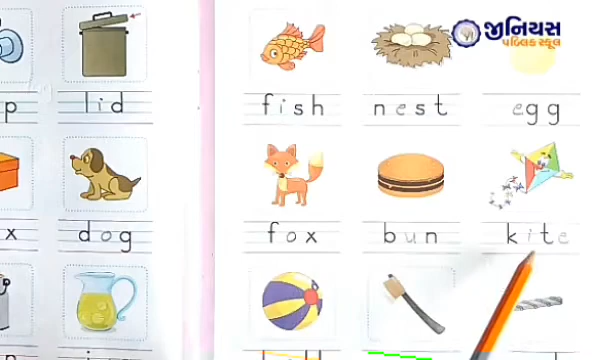 જીનિયસ
પબ્લિક સ્કૂલ
p lid
fish nest egg
x dog
fox bun kite